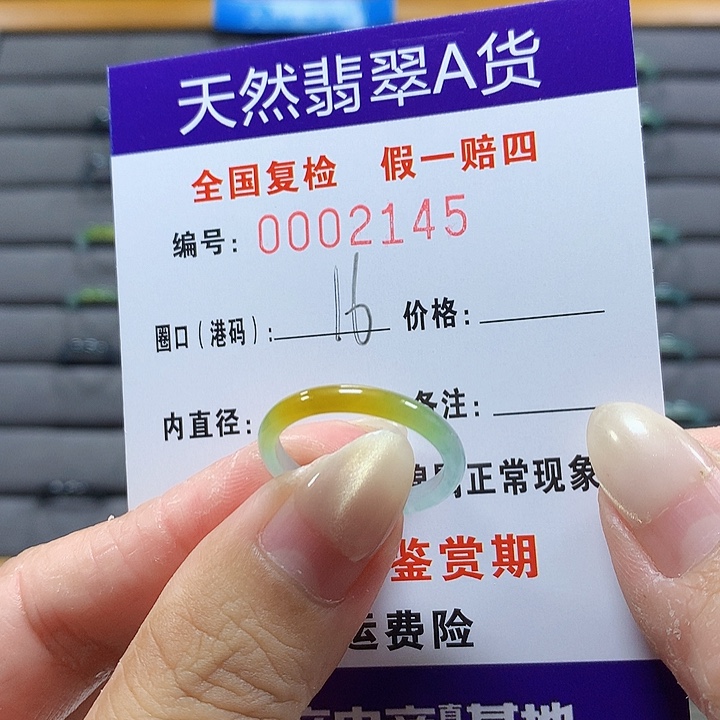 天然翡翠A货
全国复检 假一赔四
编号: 0002145
圈口(港码): 16 价格:
内直径: 备注:
正常现象
鉴赏期
运费险
基地